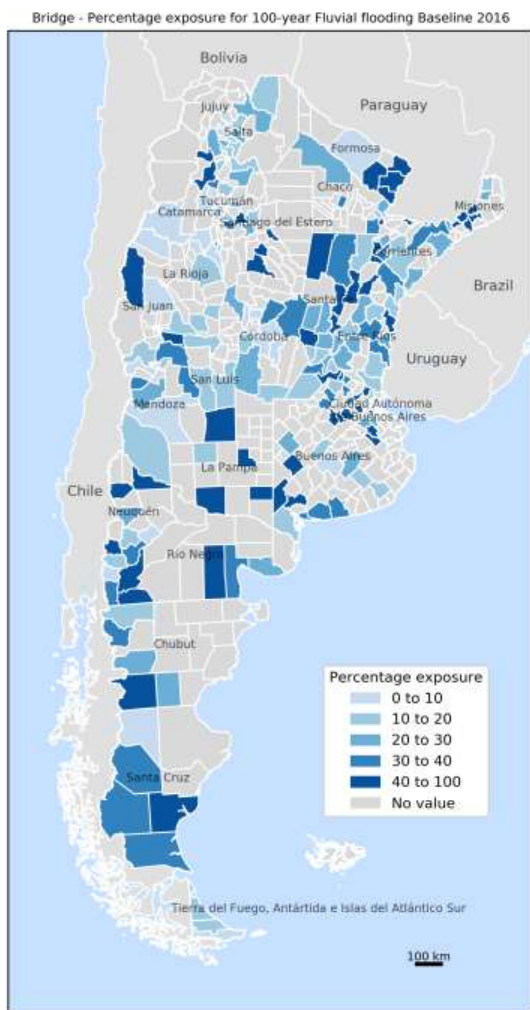 Bridge - Percentage exposure for 100-year Fluvial flooding Baseline 2016
Bolivia
Paraguay
Jujuy
Salta
Formosa
Chaco
Misiones
Tucumán
Catamarca
Santiago del Estero
Corrientes
La Rioja
Brazil
Santa
San Juan
Córdoba
Entre Ríos
Uruguay
San Luis
Mendoza
Ciudad Autónoma
de Buenos Aires
La Pampa
Buenos Aires
Chile
Neuquén
Río Negro
Chubut
Percentage exposure
0 to 10
10 to 20
20 to 30
30 to 40
40 to 100
No value
Santa Cruz
Tierra del Fuego, Antártida e Islas del Atlántico Sur
100 km